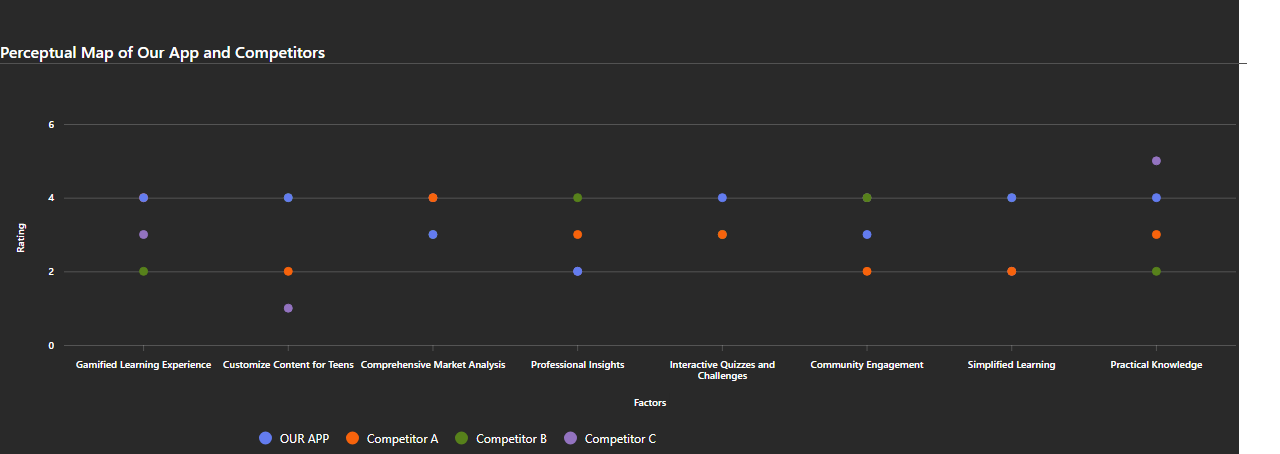 Perceptual Map of Our App and Competitors
6
4
2
0
Rating
Gamified Learning Experience
Customize Content for Teens
Comprehensive Market Analysis
Professional Insights
Interactive Quizzes and
Challenges
Community Engagement
Simplified Learning
Practical Knowledge
Factors
OUR APP
Competitor A
Competitor B
Competitor C